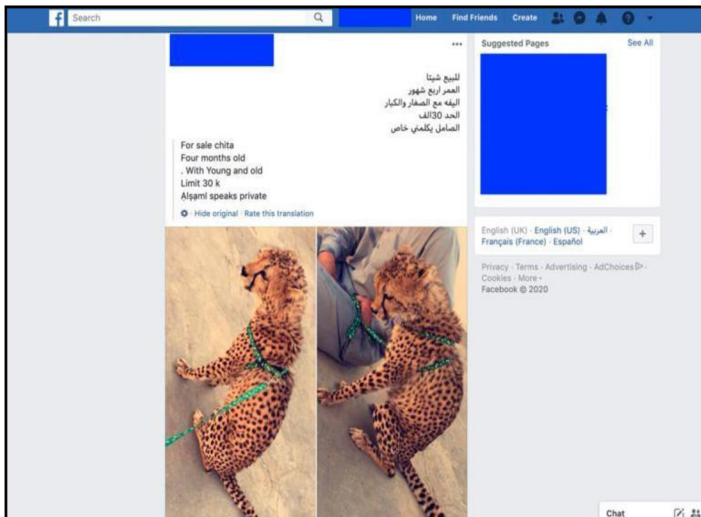 f Search Home Find Friends Create
للبيع شيتا
العمر اربع شهور
اليفه مع الصغار والكبار
الحد 30الف
الصامل يكلمني خاص
For sale chita
Four months old
. With Young and old
Limit 30 k
Ạlṣạml speaks private
· Hide original · Rate this translation
Suggested Pages See All
English (UK) · English (US) · العربية ·
Français (France) · Español
Privacy · Terms · Advertising · AdChoices ·
Cookies · More
Facebook © 2020
Chat